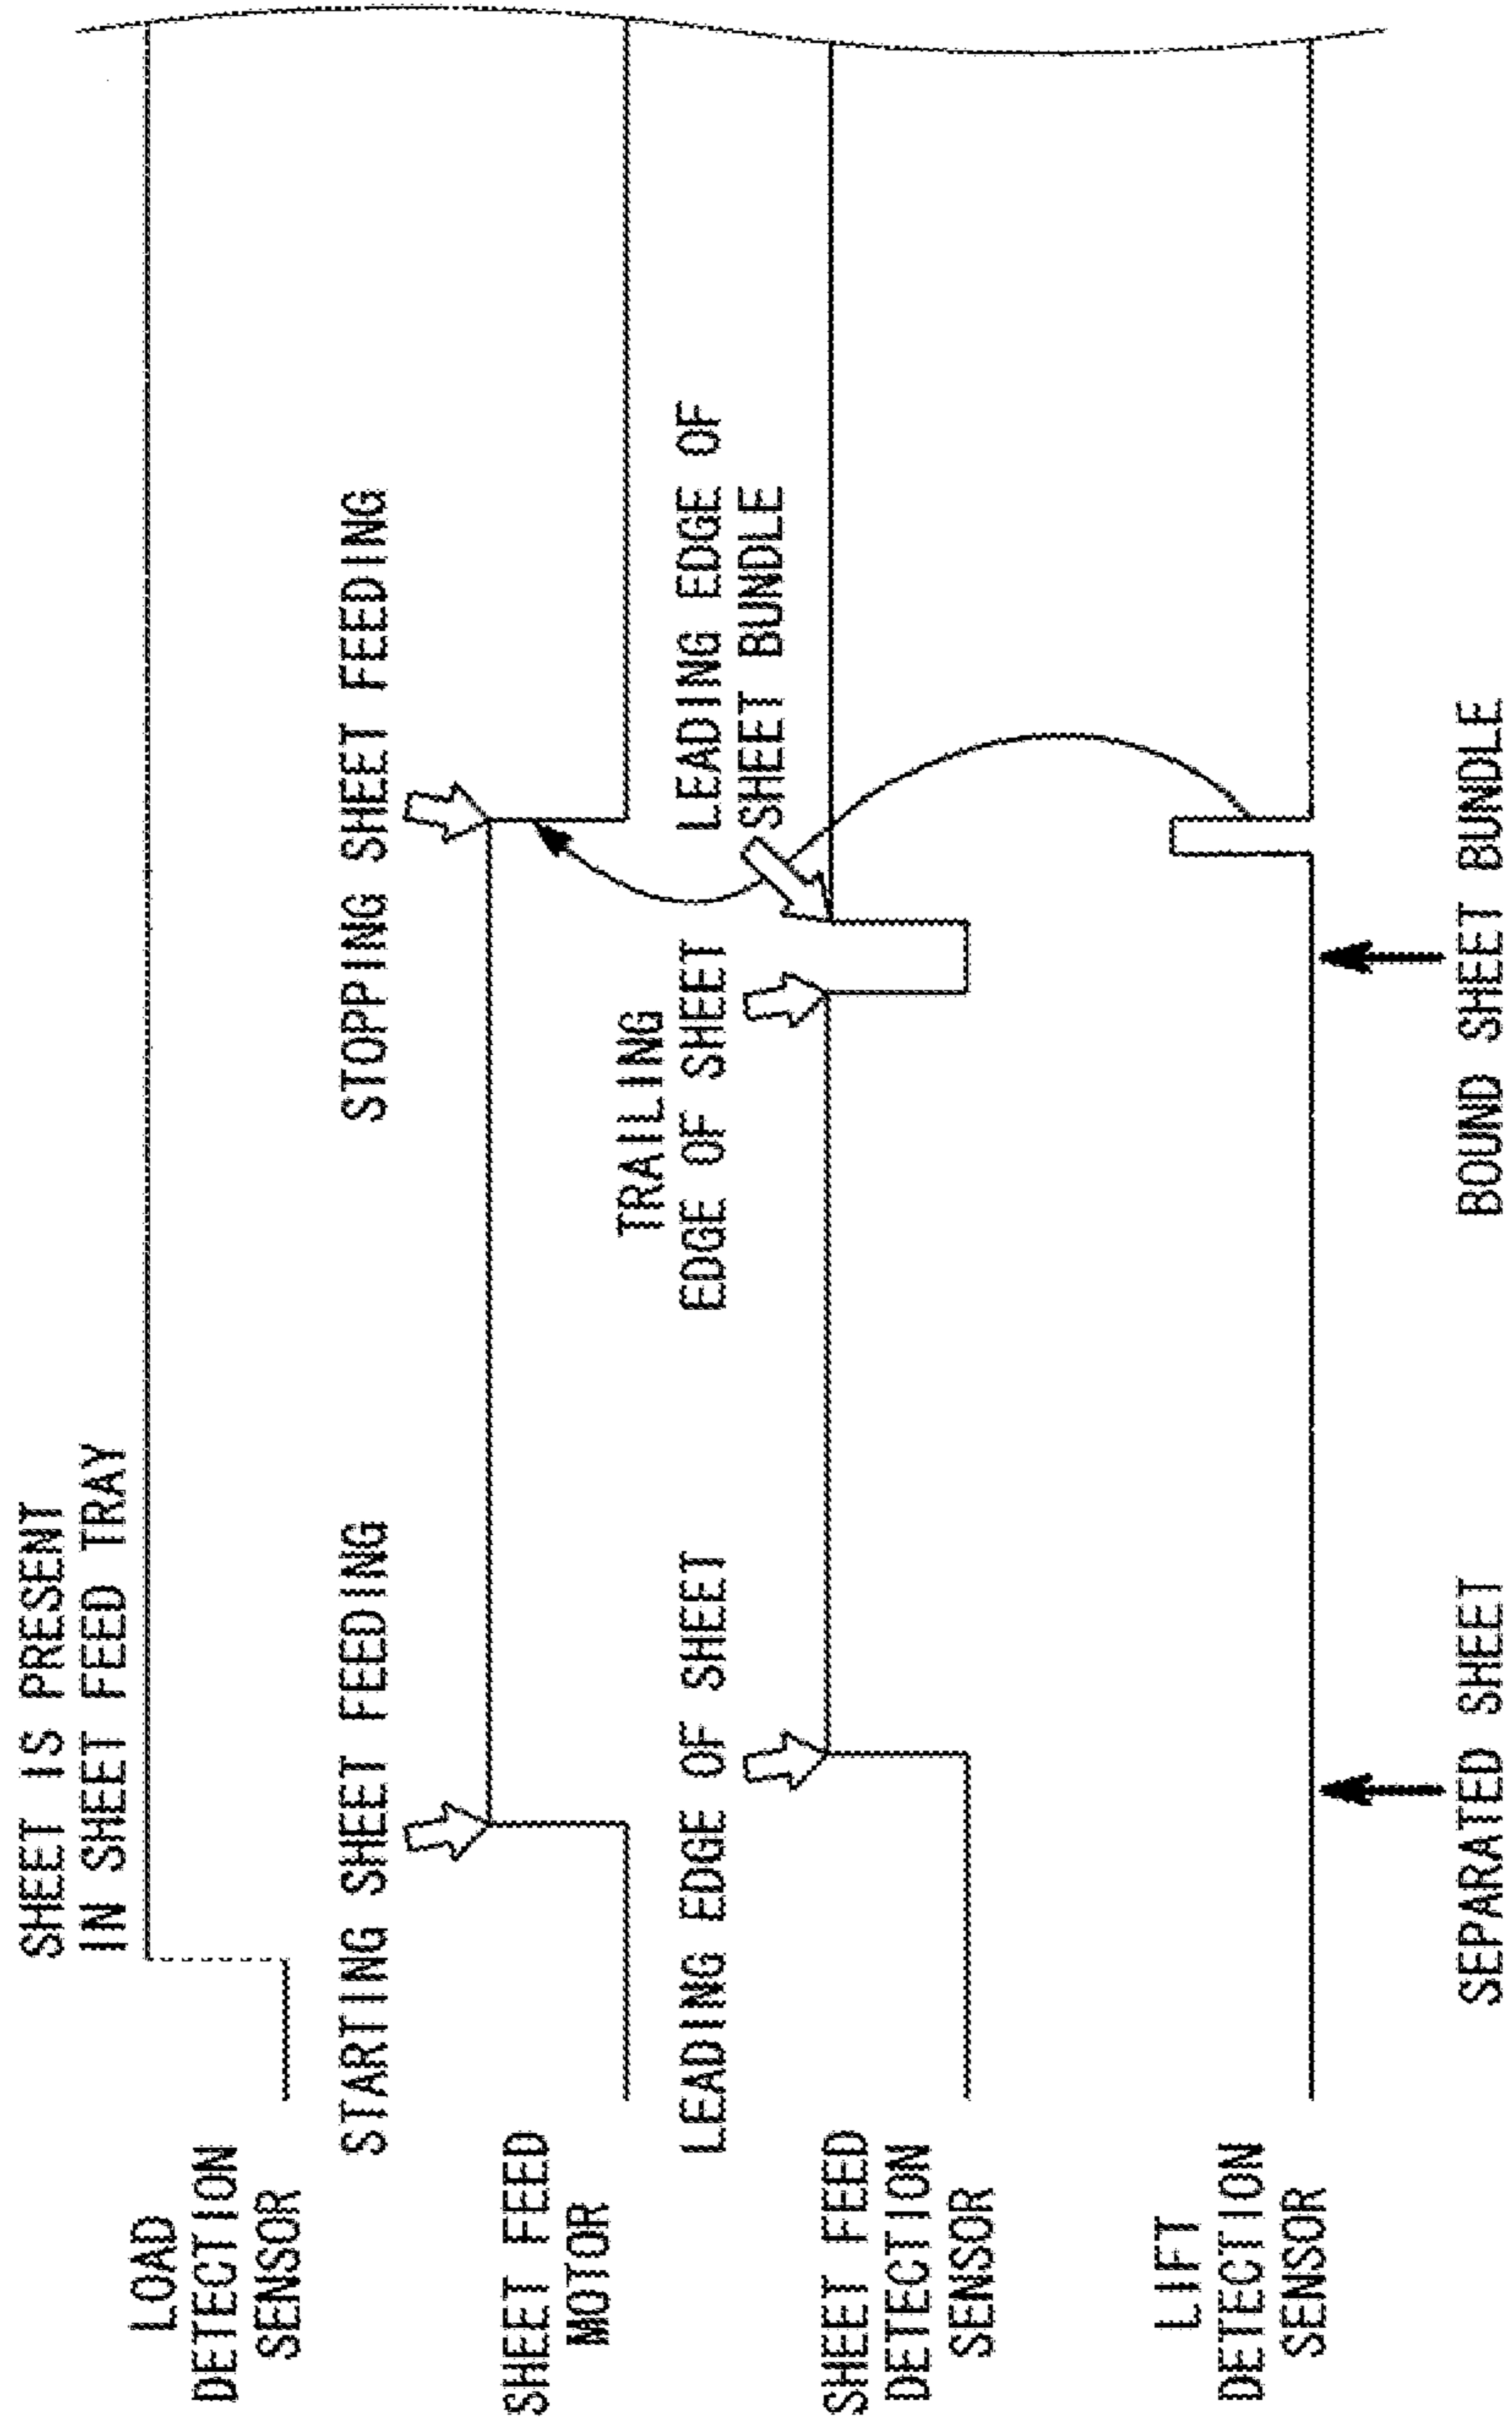 SHEET IS PRESENT
IN SHEET FEED TRAY
LOAD
DETECTION
SENSOR
STARTING SHEET FEEDING
STOPPING SHEET FEEDING
SHEET FEED
MOTOR
LEADING EDGE OF SHEET
TRAILING
EDGE OF SHEET
LEADING EDGE OF
SHEET BUNDLE
SHEET FEED
DETECTION
SENSOR
LIFT
DETECTION
SENSOR
SEPARATED SHEET
BOUND SHEET BUNDLE